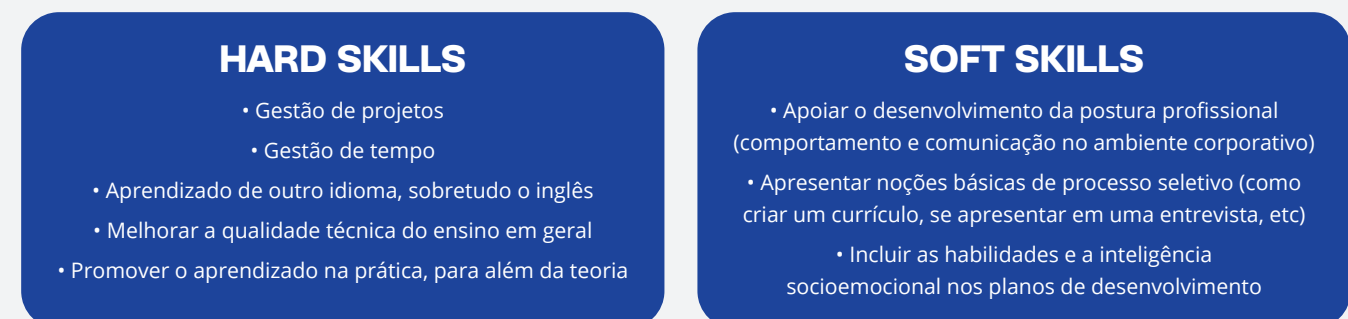 HARD SKILLS
• Gestão de projetos
• Gestão de tempo
• Aprendizado de outro idioma, sobretudo o inglês
• Melhorar a qualidade técnica do ensino em geral
• Promover o aprendizado na prática, para além da teoria
SOFT SKILLS
• Apoiar o desenvolvimento da postura profissional
(comportamento e comunicação no ambiente corporativo)
• Apresentar noções básicas de processo seletivo (como
criar um currículo, se apresentar em uma entrevista, etc)
• Incluir as habilidades e a inteligência
socioemocional nos planos de desenvolvimento